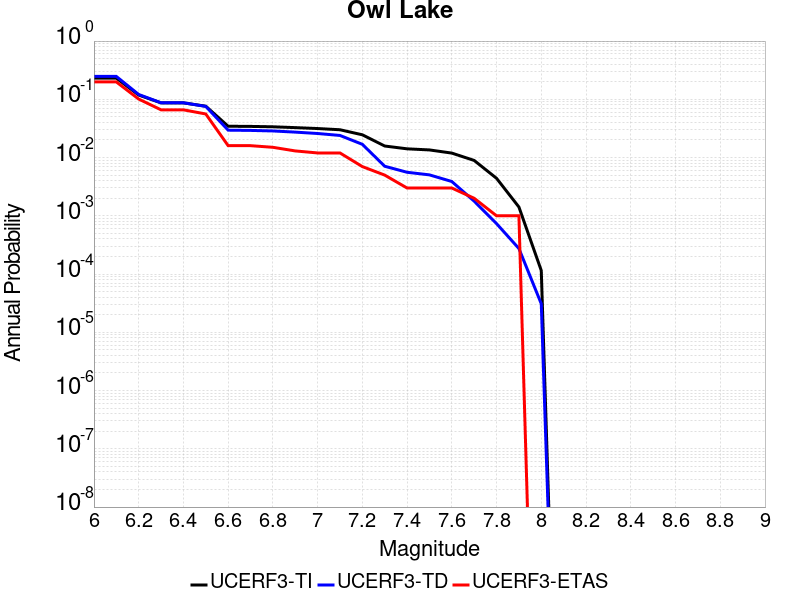 Owl Lake
10^0
10^-1
10^-2
10^-3
10^-4
10^-5
10^-6
10^-7
10^-8
Annual Probability
6 6.2 6.4 6.6 6.8 7 7.2 7.4 7.6 7.8 8 8.2 8.4 8.6 8.8 9
Magnitude
UCERF3-TI UCERF3-TD UCERF3-ETAS